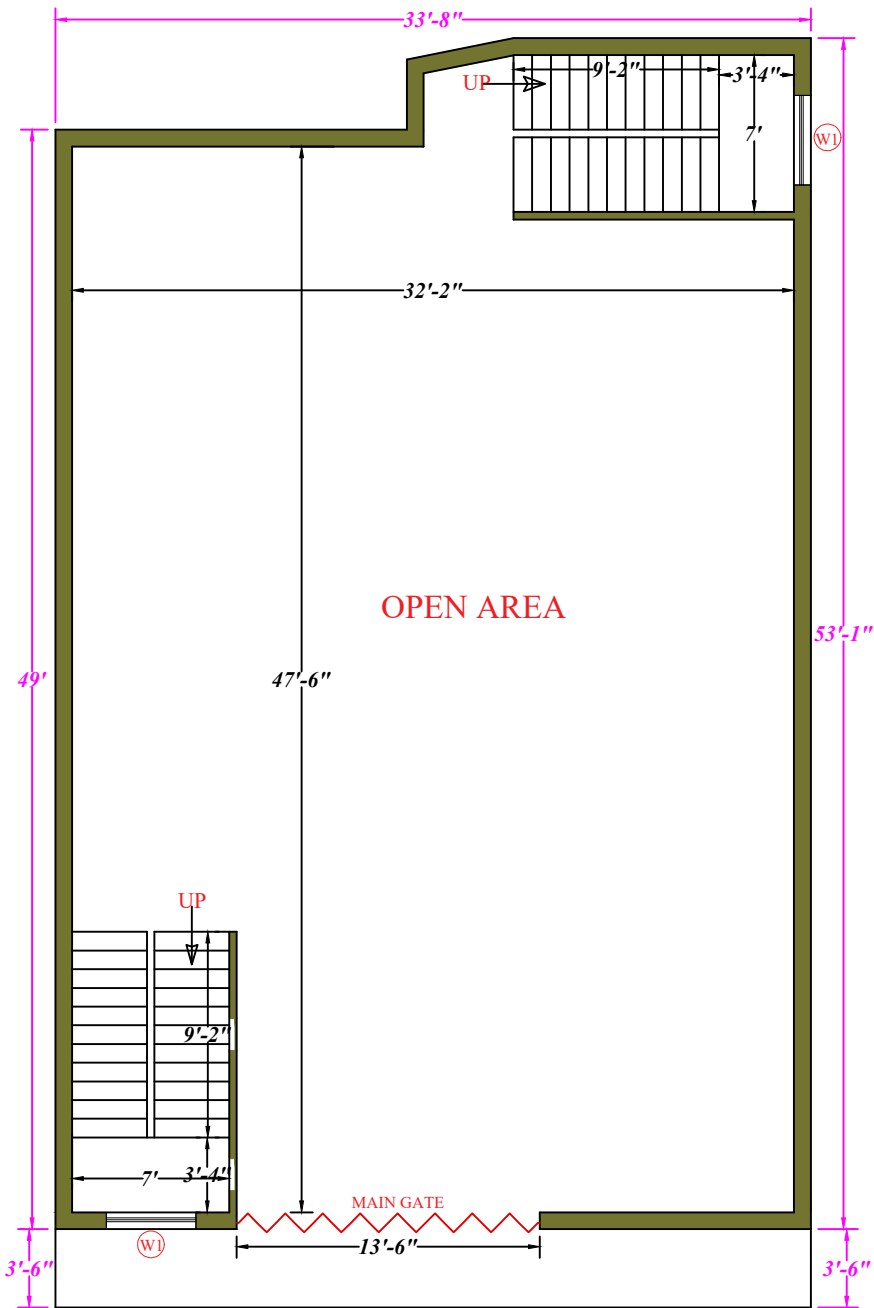 33'-8"
UP
9'-2"
3'-4"
7'
W1
32'-2"
OPEN AREA
53'-1"
49'
47'-6"
UP
9'-2"
3'-4"
7'
MAIN GATE
W1
13'-6"
3'-6"
3'-6"